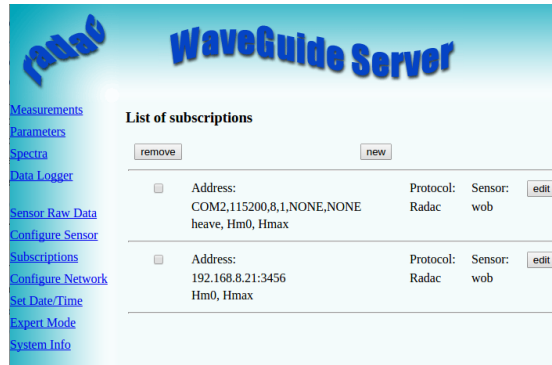 radac
WaveGuide Server
Measurements
Parameters
Spectra
Data Logger
Sensor Raw Data
Configure Sensor
Subscriptions
Configure Network
Set Date/Time
Expert Mode
System Info
List of subscriptions
remove new
Address: Protocol: Sensor: edit
COM2,115200,8,1,NONE,NONE Radac wob
heave, Hm0, Hmax
Address: Protocol: Sensor: edit
192.168.8.21:3456 Radac wob
Hm0, Hmax